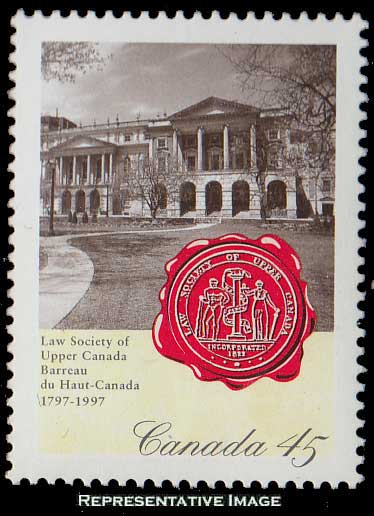 Law Society of
Upper Canada
Barreau
du Haut-Canada
1797-1997
LAW SOCIETY OF UPPER CANADA
INCORPORATED
1822
Canada 45
REPRESENTATIVE IMAGE